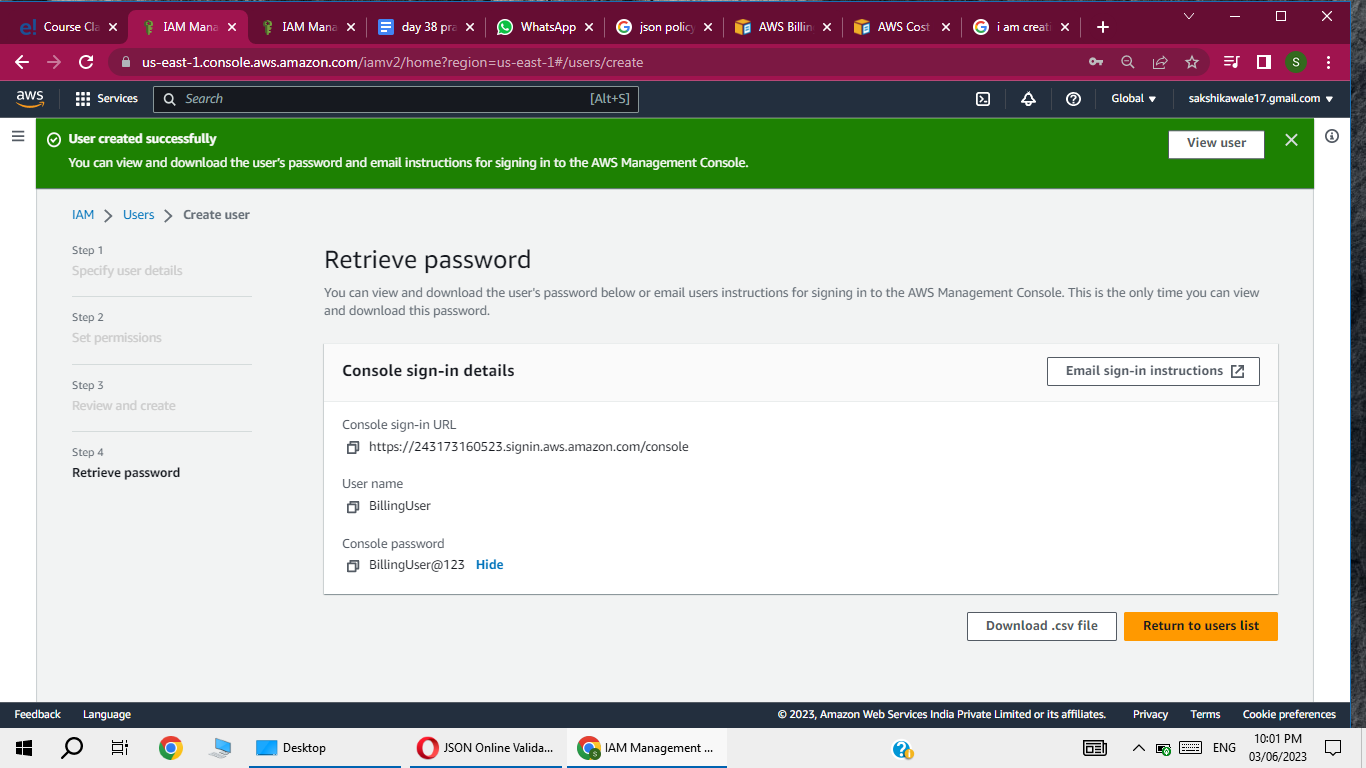 Course Cla
IAM Mana
IAM Mana
day 38 pra
WhatsApp
json policy
AWS Billin
AWS Cost
i am creati
us-east-1.console.aws.amazon.com/iamv2/home?region=us-east-1#/users/create
S
aws
Services
Search
[Alt+S]
Global
sakshikawale17.gmail.com
User created successfully
You can view and download the user's password and email instructions for signing in to the AWS Management Console.
View user
IAM
Users
Create user
Step 1
Specify user details
Step 2
Set permissions
Step 3
Review and create
Step 4
Retrieve password
Retrieve password
You can view and download the user's password below or email users instructions for signing in to the AWS Management Console. This is the only time you can view
and download this password.
Console sign-in details
Email sign-in instructions
Console sign-in URL
https://243173160523.signin.aws.amazon.com/console
User name
BillingUser
Console password
BillingUser@123 Hide
Download .csv file
Return to users list
Feedback
Language
© 2023, Amazon Web Services India Private Limited or its affiliates.
Privacy
Terms
Cookie preferences
Desktop
JSON Online Valida...
IAM Management ...
ENG
10:01 PM
03/06/2023